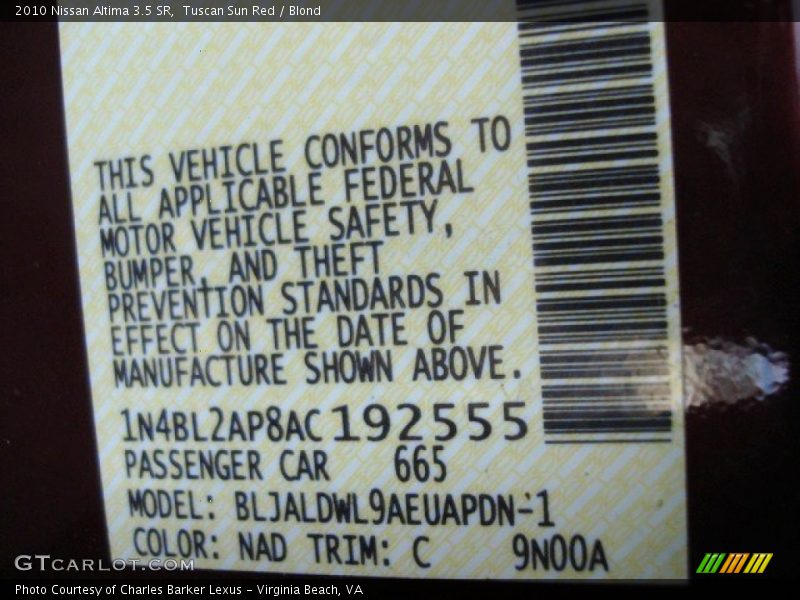 2010 Nissan Altima 3.5 SR, Tuscan Sun Red / Blond
THIS VEHICLE CONFORMS TO
ALL APPLICABLE FEDERAL
MOTOR VEHICLE SAFETY,
BUMPER, AND THEFT
PREVENTION STANDARDS IN
EFFECT ON THE DATE OF
MANUFACTURE SHOWN ABOVE.
1N4BL2AP8AC192555
PASSENGER CAR 665
MODEL: BLJALDWL9AEUAPDN-1
COLOR: NAD TRIM: C 9N00A
GTCARLOT.COM
Photo Courtesy of Charles Barker Lexus - Virginia Beach, VA